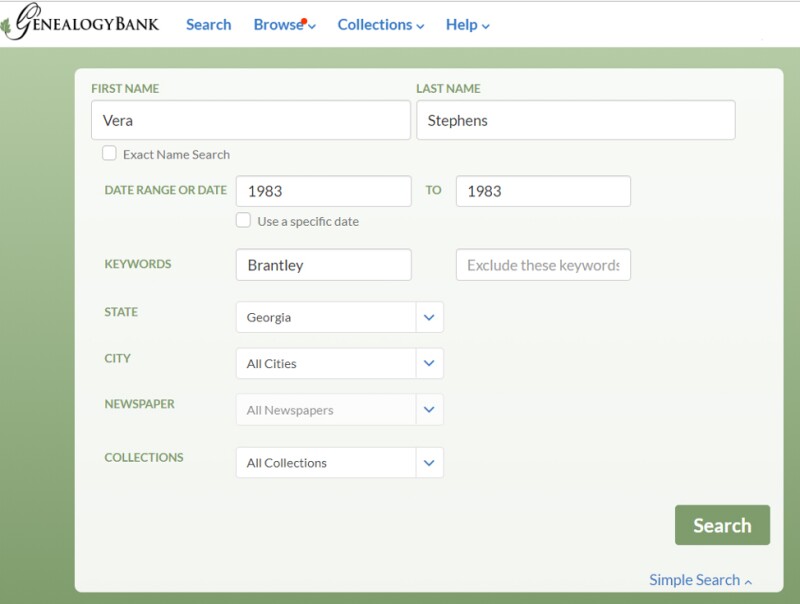 GENEALOGYBANK Search Browse Collections Help
FIRST NAME LAST NAME
Vera Stephens
Exact Name Search
DATE RANGE OR DATE 1983 TO 1983
Use a specific date
KEYWORDS Brantley Exclude these keywords
STATE Georgia
CITY All Cities
NEWSPAPER All Newspapers
COLLECTIONS All Collections
Search
Simple Search